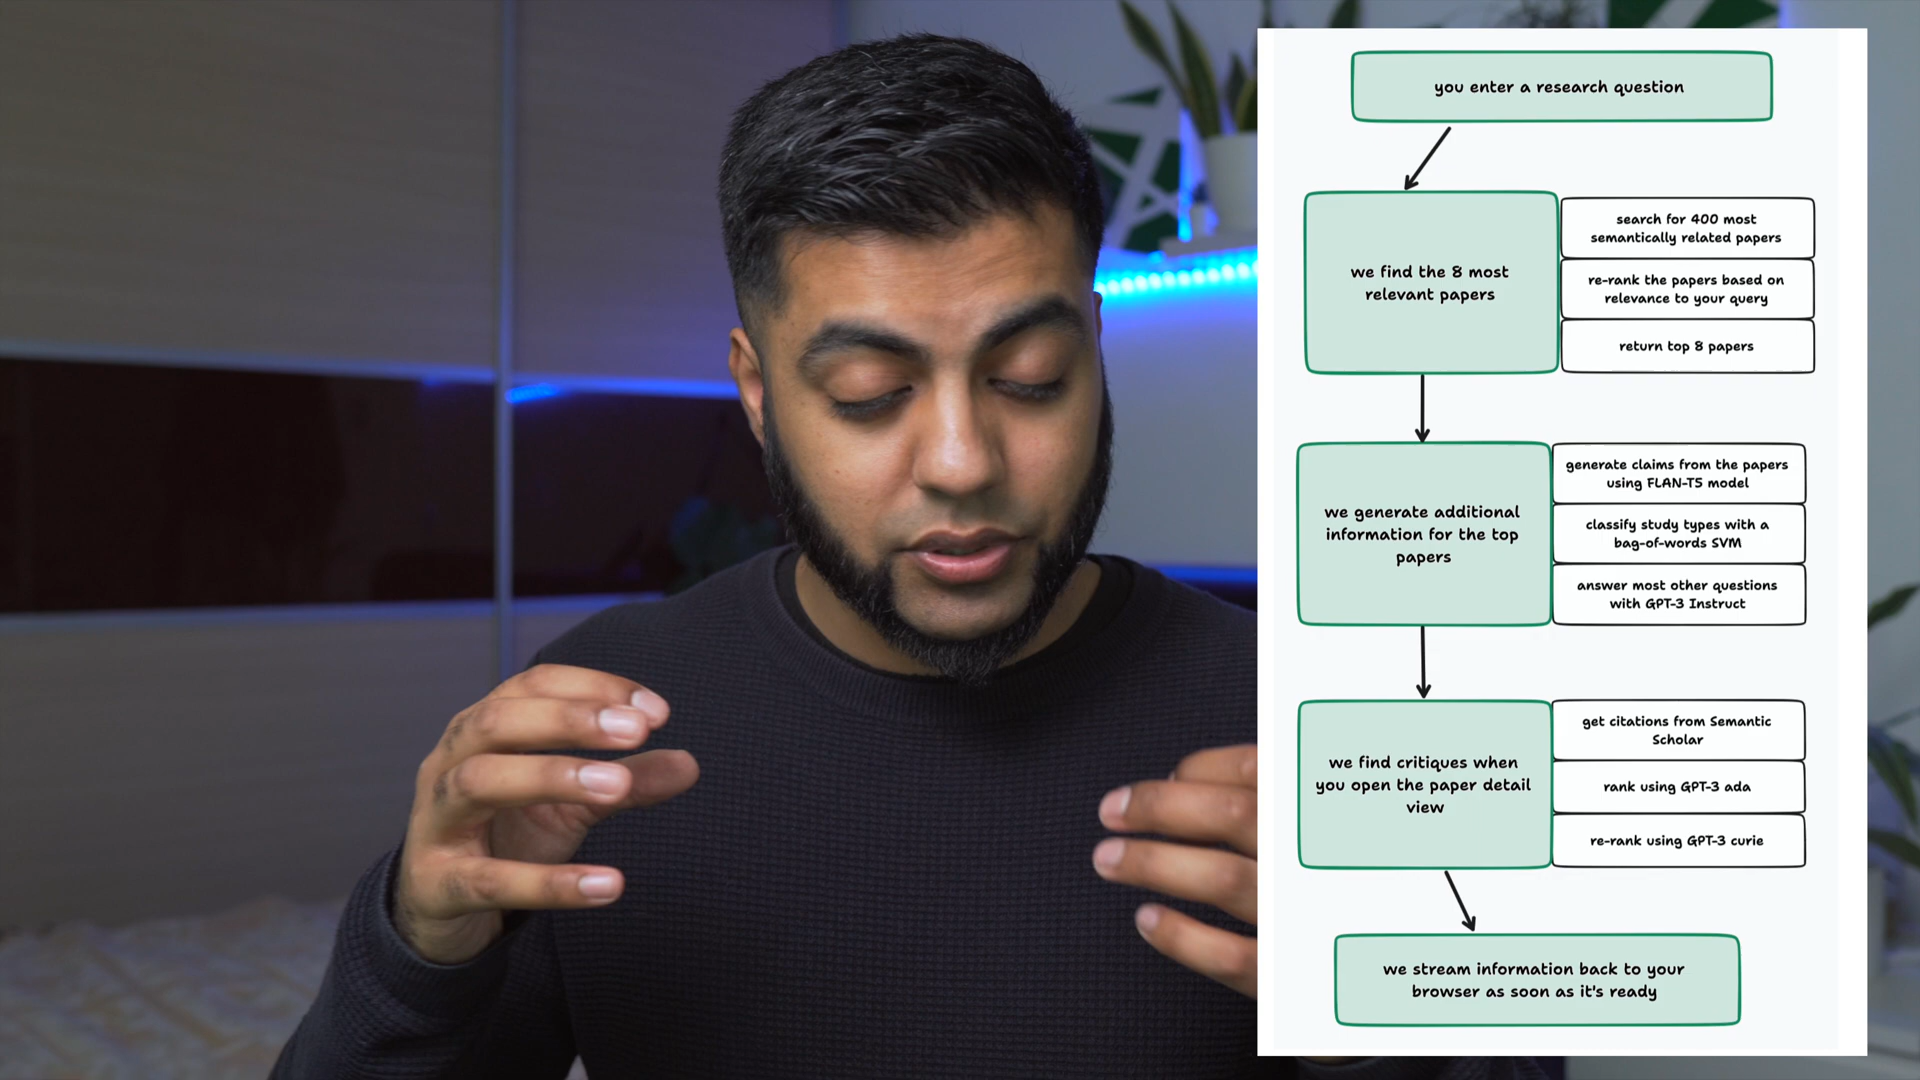 you enter a research question
we find the 8 most
relevant papers
search for 400 most
semantically related papers
re-rank the papers based on
relevance to your query
return top 8 papers
we generate additional
information for the top
papers
generate claims from the papers
using FLAN-T5 model
classify study types with a
bag-of-words SVM
answer most other questions
with GPT-3 Instruct
we find critiques when
you open the paper detail
view
get citations from Semantic
Scholar
rank using GPT-3 ada
re-rank using GPT-3 curie
we stream information back to your
browser as soon as it's ready